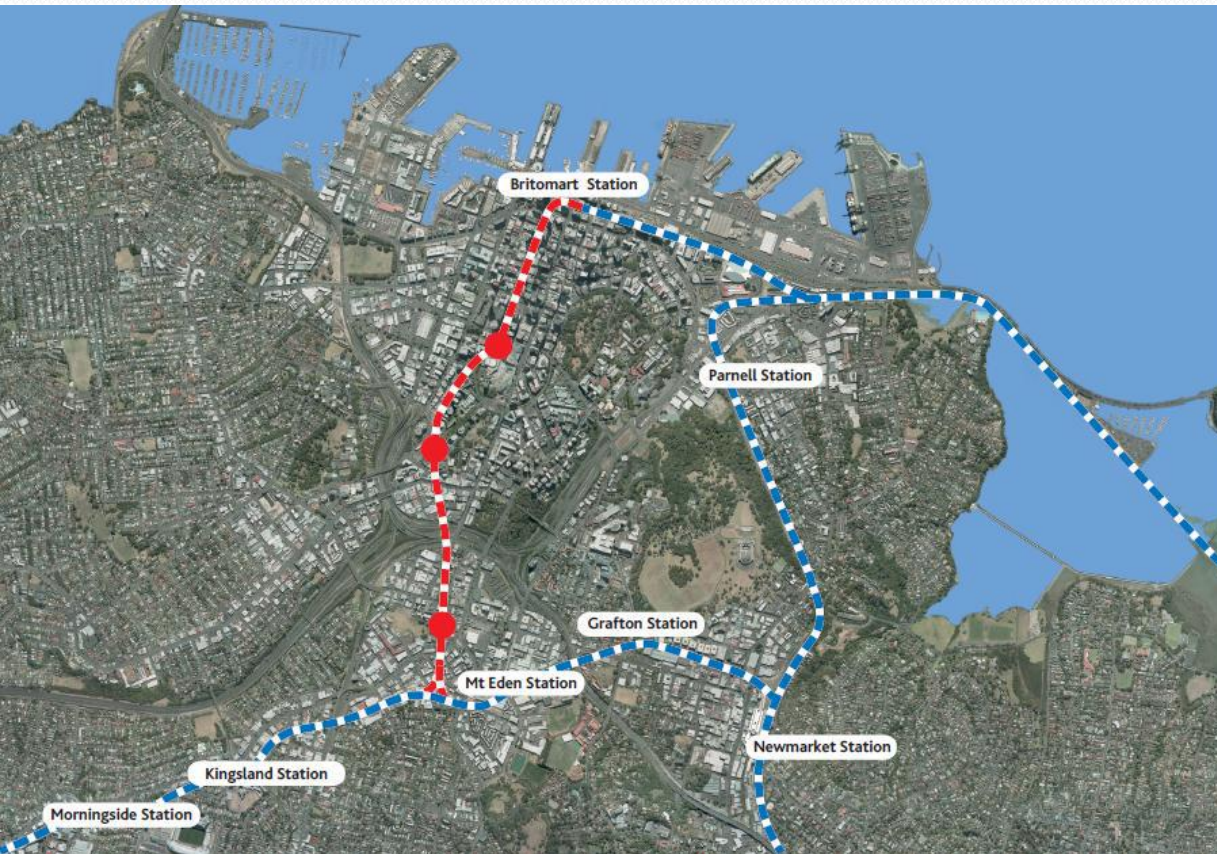 Britomart Station
Parnell Station
Grafton Station
Mt Eden Station
Newmarket Station
Kingsland Station
Morningside Station